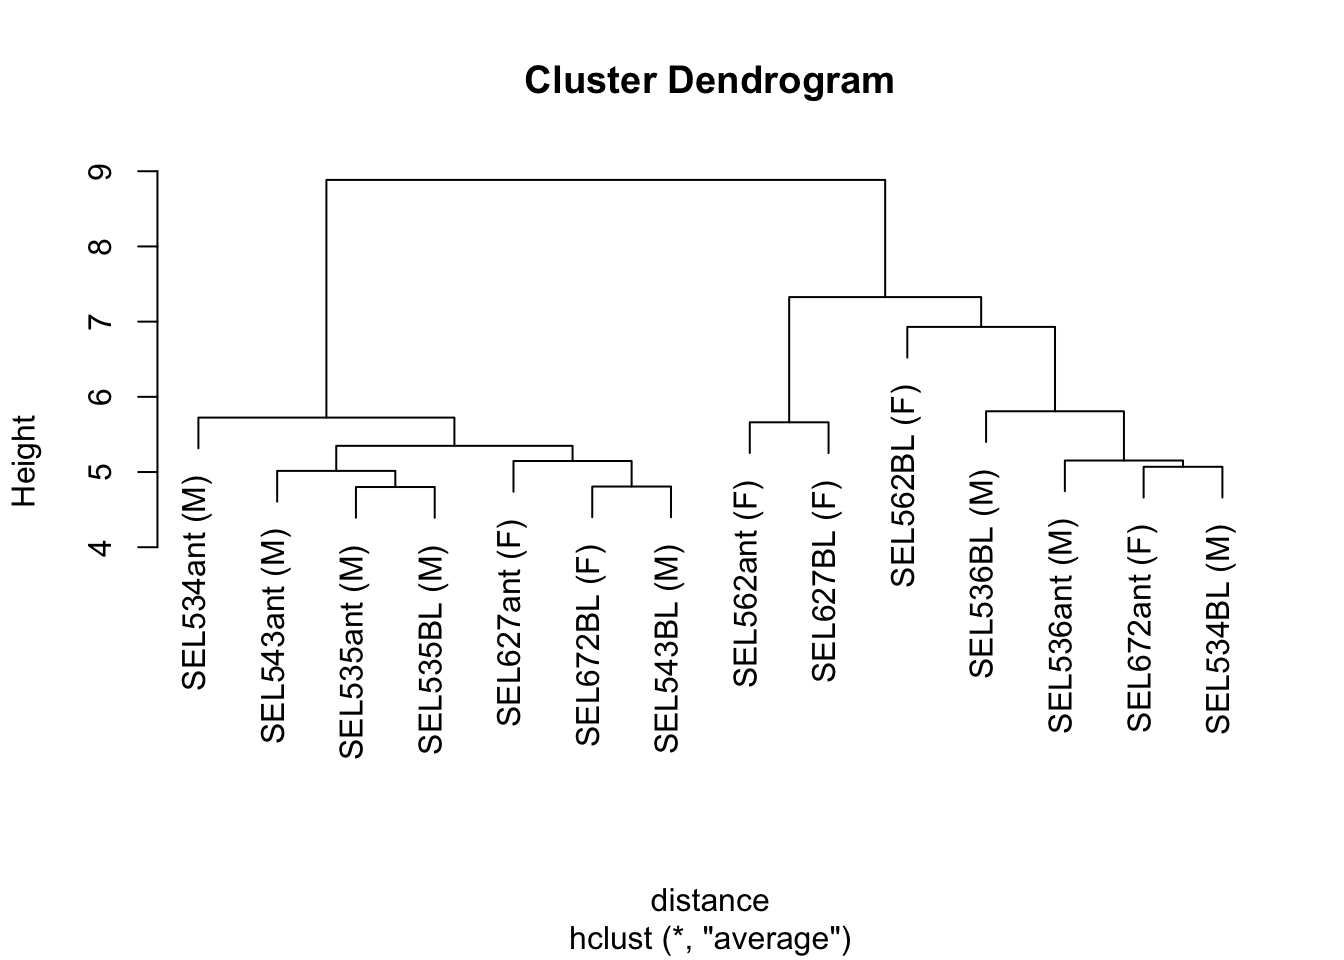 Cluster Dendrogram
Height
9
8
7
6
5
4
SEL534ant (M)
SEL543ant (M)
SEL535ant (M)
SEL535BL (M)
SEL627ant (F)
SEL672BL (F)
SEL543BL (M)
SEL562ant (F)
SEL627BL (F)
SEL562BL (F)
SEL536BL (M)
SEL536ant (M)
SEL672ant (F)
SEL534BL (M)
distance
hclust (*, "average")